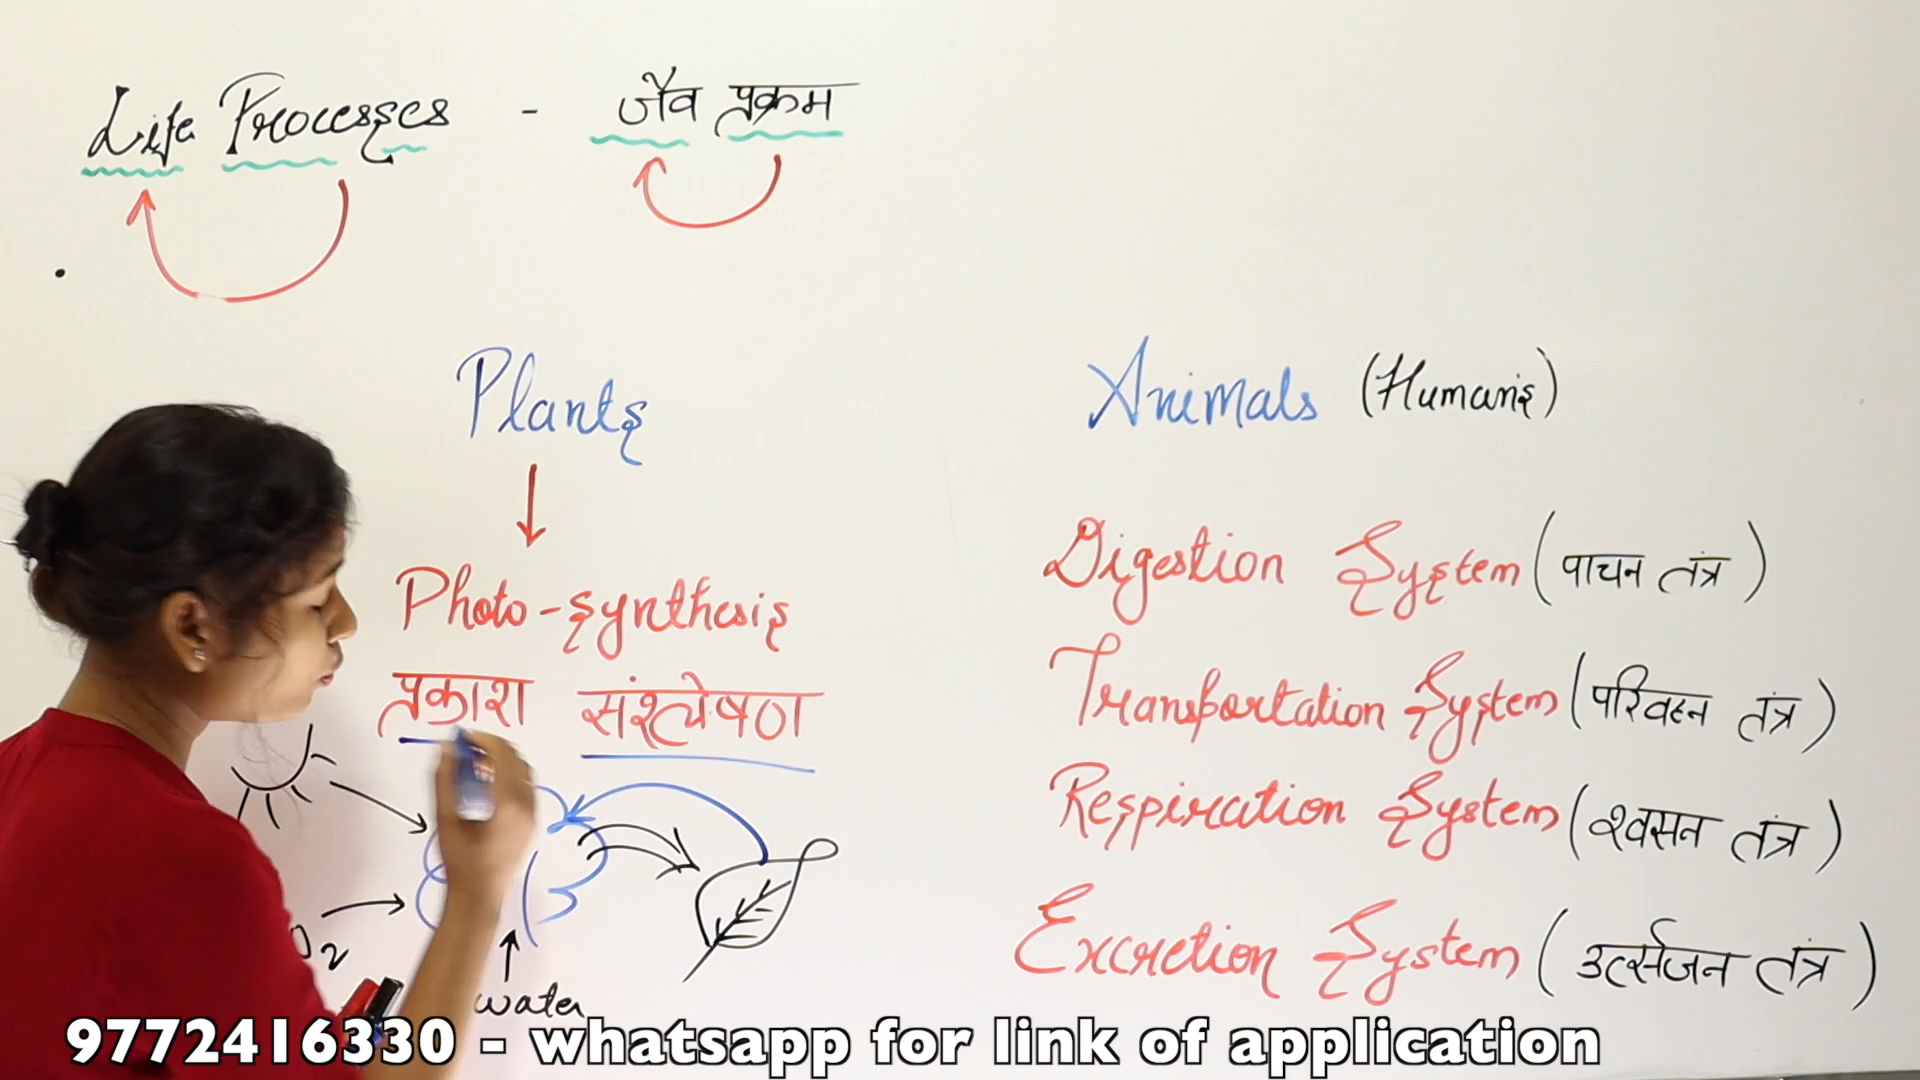 Life Processes - जैव प्रक्रम
Plants
Photo-synthesis
प्रकाश संश्लेषण
O2
water
Animals (Humans)
Digestion System (पाचन तंत्र)
Transportation System (परिवहन तंत्र)
Respiration System (श्वसन तंत्र)
Excretion System (उत्सर्जन तंत्र)
9772416330 - whatsapp for link of application